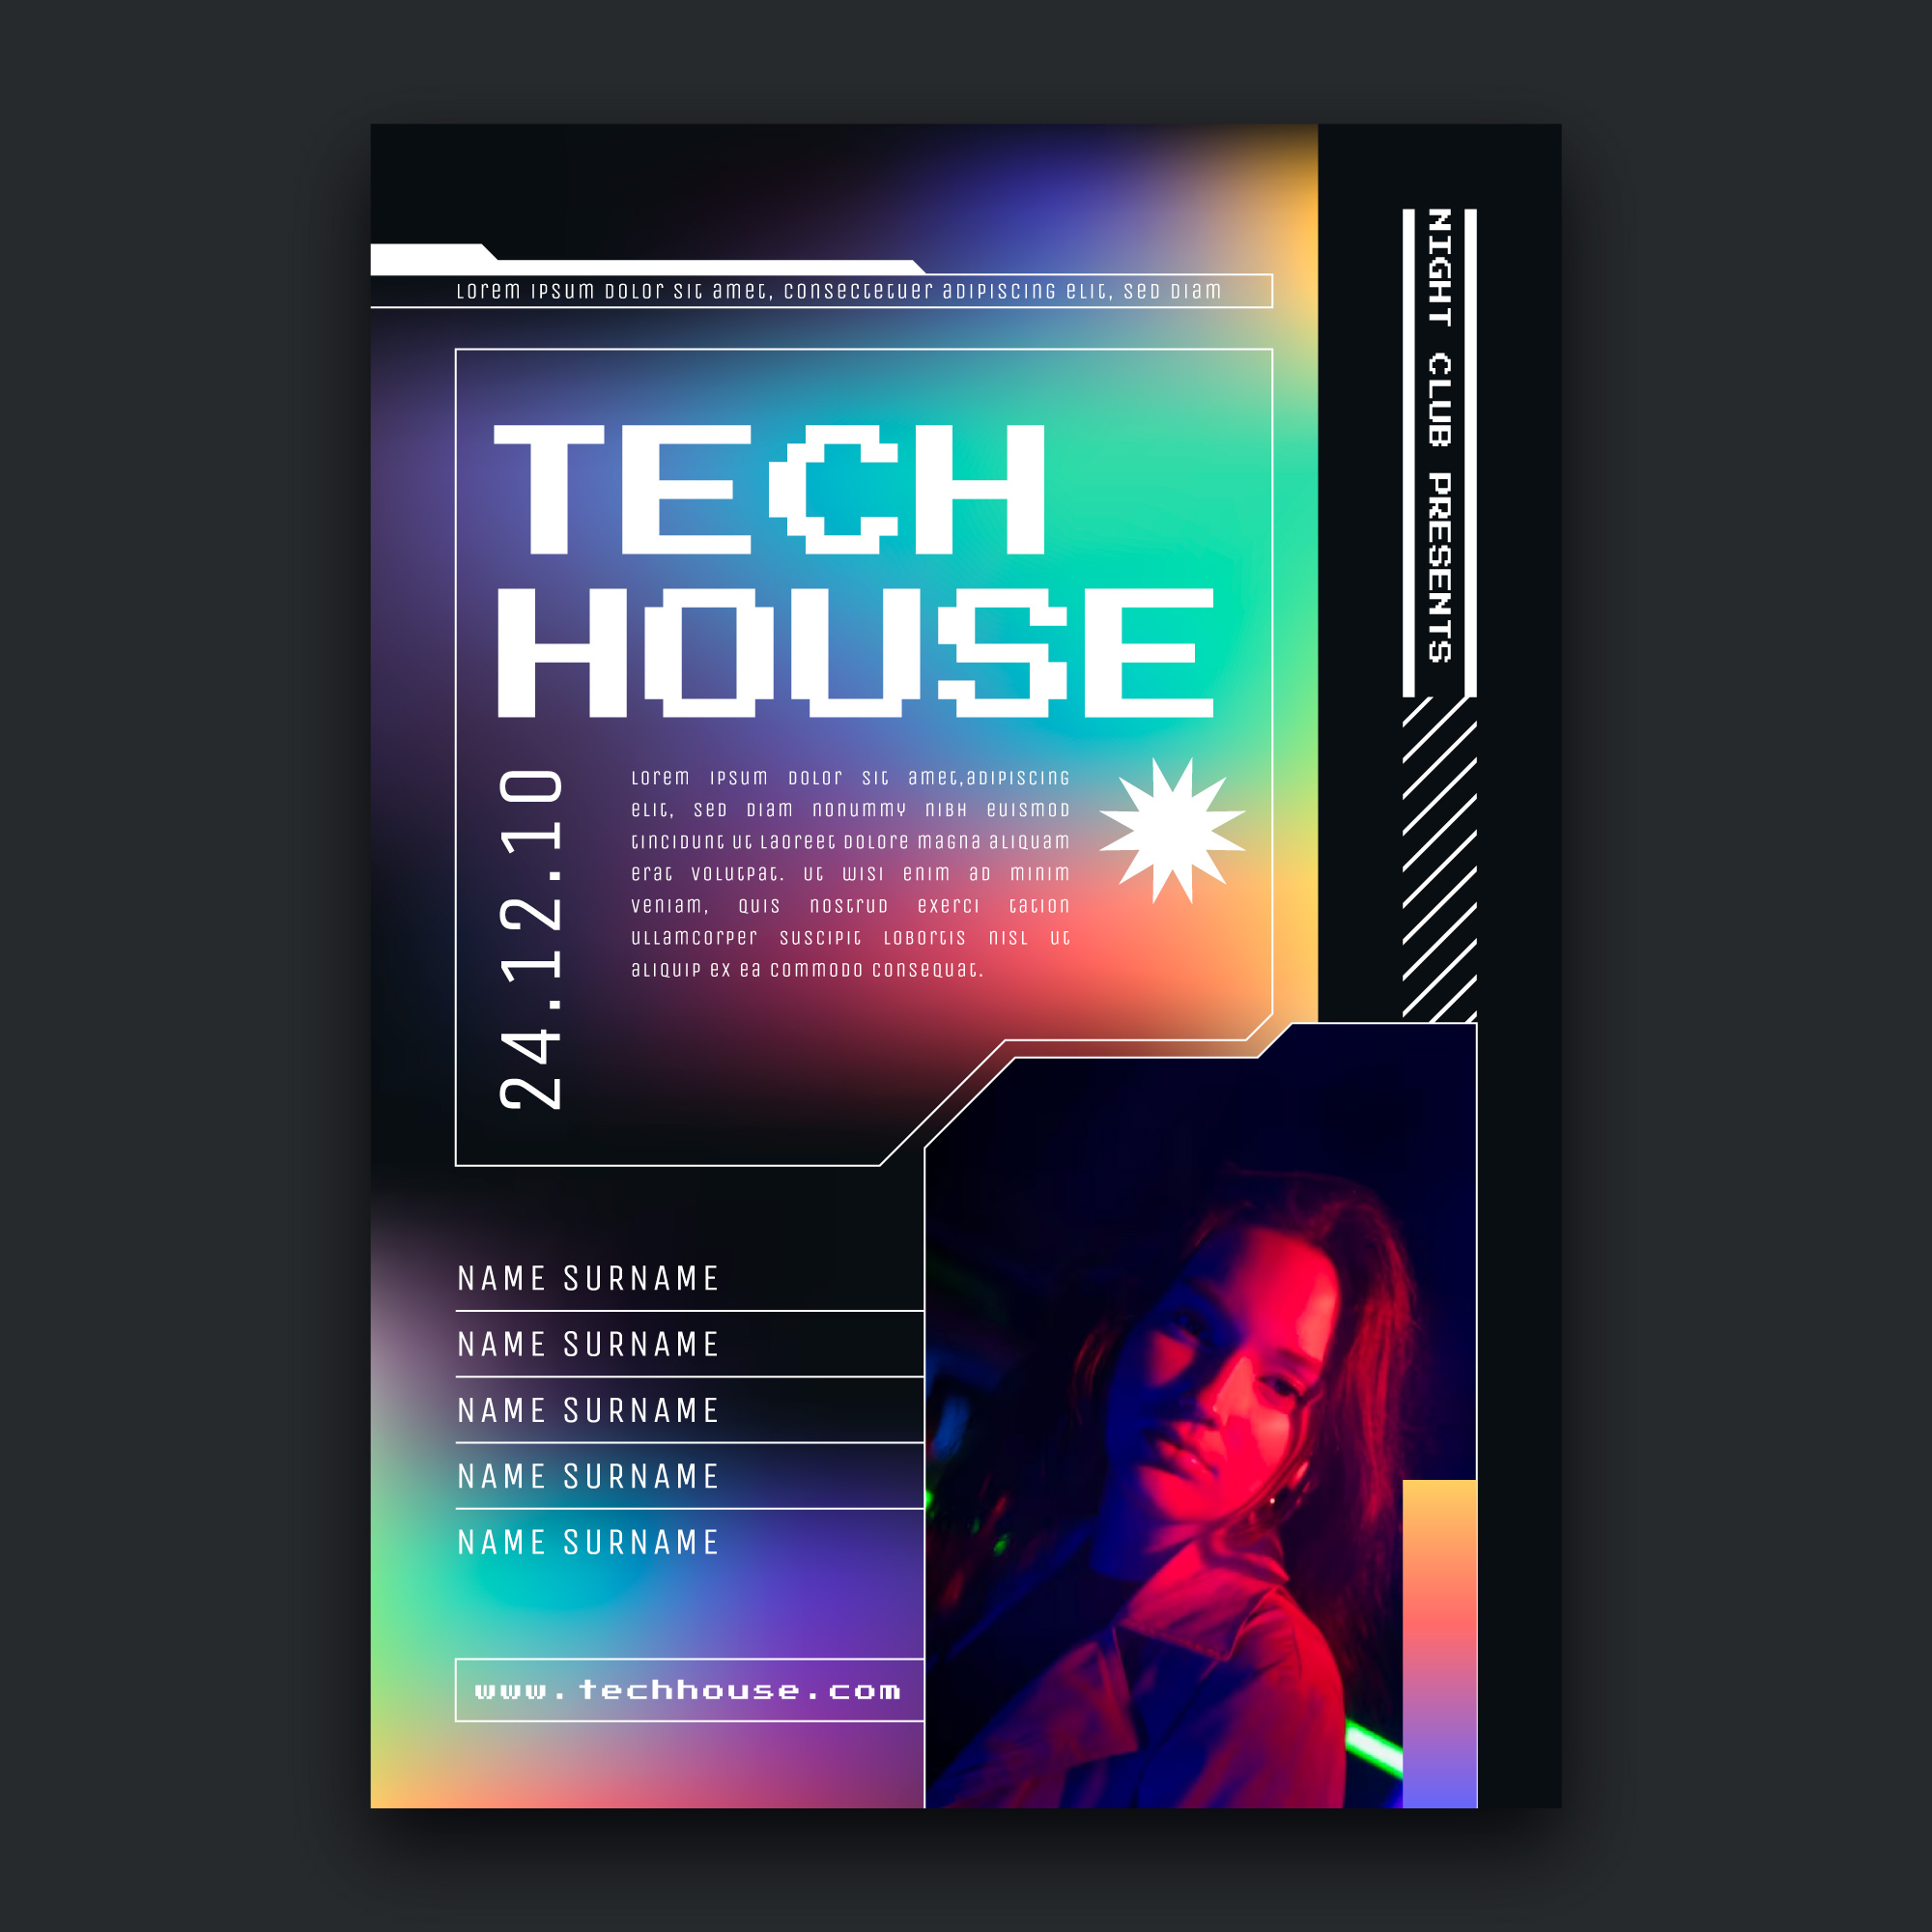 Lorem ipsum dolor sit amet, consectetuer adipiscing elit, sed diam
NIGHT CLUB PRESENTS
TECH
HOUSE
24.12.10
Lorem ipsum dolor sit amet,adipiscing
elit, sed diam nonummy nibh euismod
tincidunt ut laoreet dolore magna aliquam
erat volutpat. Ut wisi enim ad minim
veniam, quis nostrud exerci tation
ullamcorper suscipit lobortis nisl ut
aliquip ex ea commodo consequat.
NAME SURNAME
NAME SURNAME
NAME SURNAME
NAME SURNAME
NAME SURNAME
www.techhouse.com